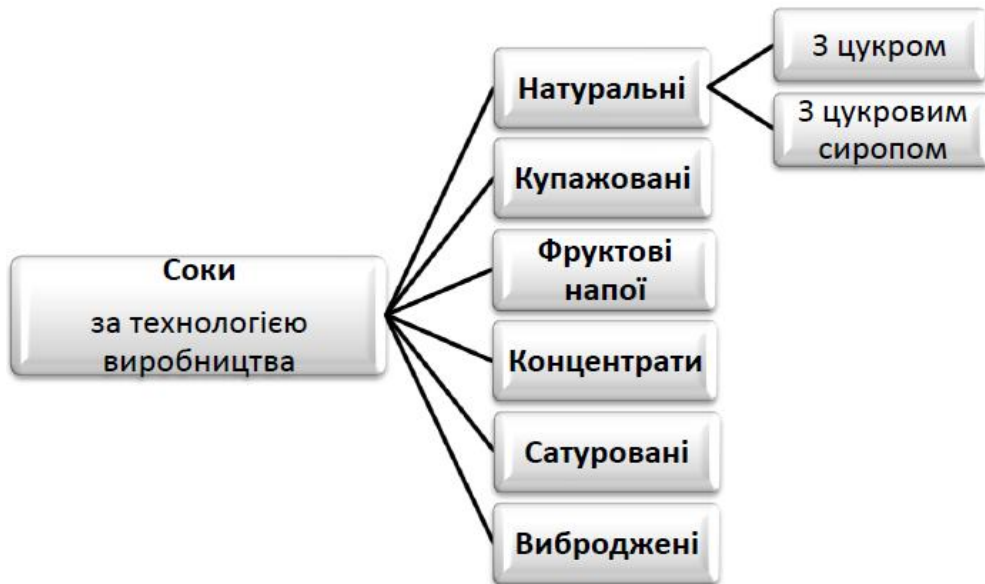 Соки
за технологією
виробництва
Натуральні
З цукром
З цукровим
сиропом
Купажовані
Фруктові
напої
Концентрати
Сатуровані
Виброджені